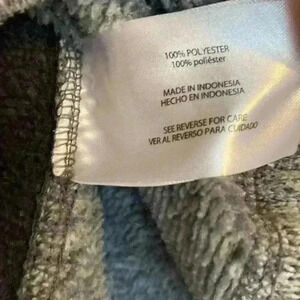 100% POLYESTER
100% poliéster
MADE IN INDONESIA
HECHO EN INDONESIA
SEE REVERSE FOR CARE
VER AL REVERSO PARA CUIDADO